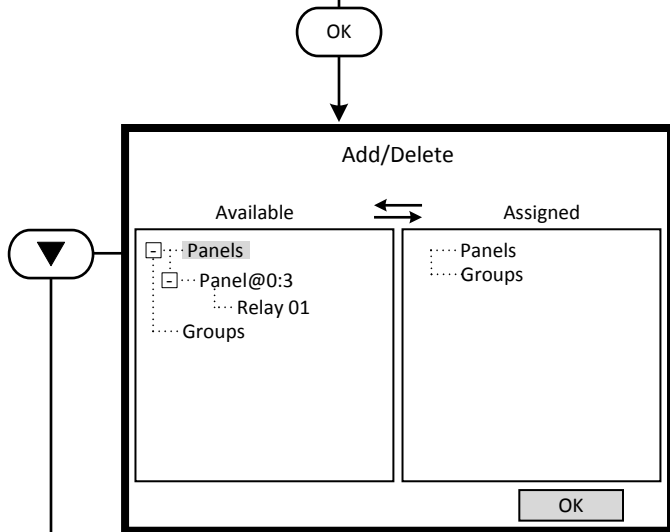 OK
Add/Delete
Available
Assigned
Panels
Panel@0:3
Relay 01
Groups
Panels
Groups
OK